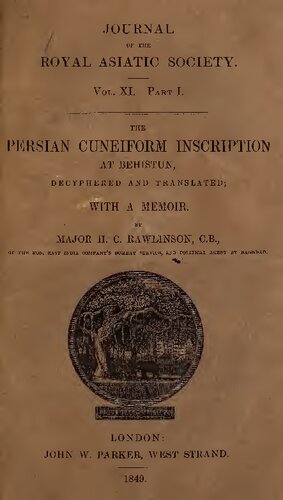 JOURNAL
OF THE
ROYAL ASIATIC SOCIETY.
VOL. XI. PART I.
THE
PERSIAN CUNEIFORM INSCRIPTION
AT BEHISTUN,
DECYPHERED AND TRANSLATED;
WITH A MEMOIR.
BY
MAJOR H. C. RAWLINSON, C.B.,
OF THE HON. EAST INDIA COMPANY'S BOMBAY SERVICE, AND POLITICAL AGENT AT BAGHDAD.
LONDON:
JOHN W. PARKER, WEST STRAND.
1849.